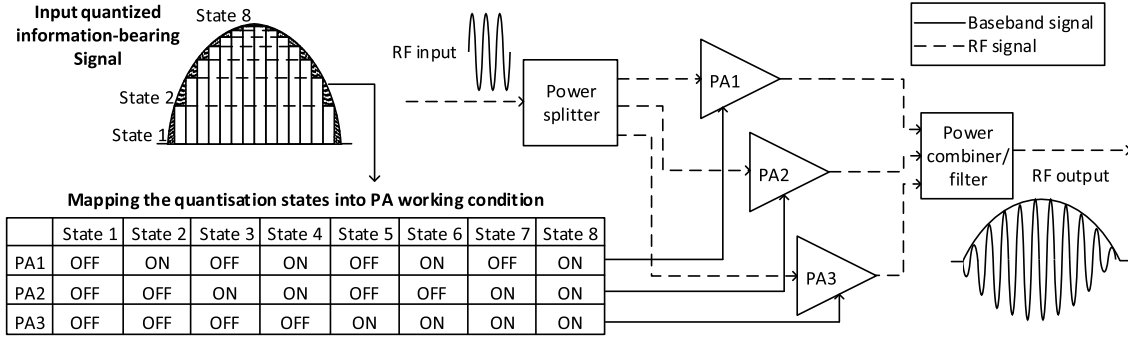 Input quantized
information-bearing
Signal
State 8
State 2
State 1
RF input
Power
splitter
PA1
PA2
PA3
Baseband signal
RF signal
Power
combiner/
filter
RF output
Mapping the quantisation states into PA working condition
State 1 State 2 State 3 State 4 State 5 State 6 State 7 State 8
PA1 OFF ON OFF ON OFF ON OFF ON
PA2 OFF OFF ON ON OFF OFF ON ON
PA3 OFF OFF OFF OFF ON ON ON ON